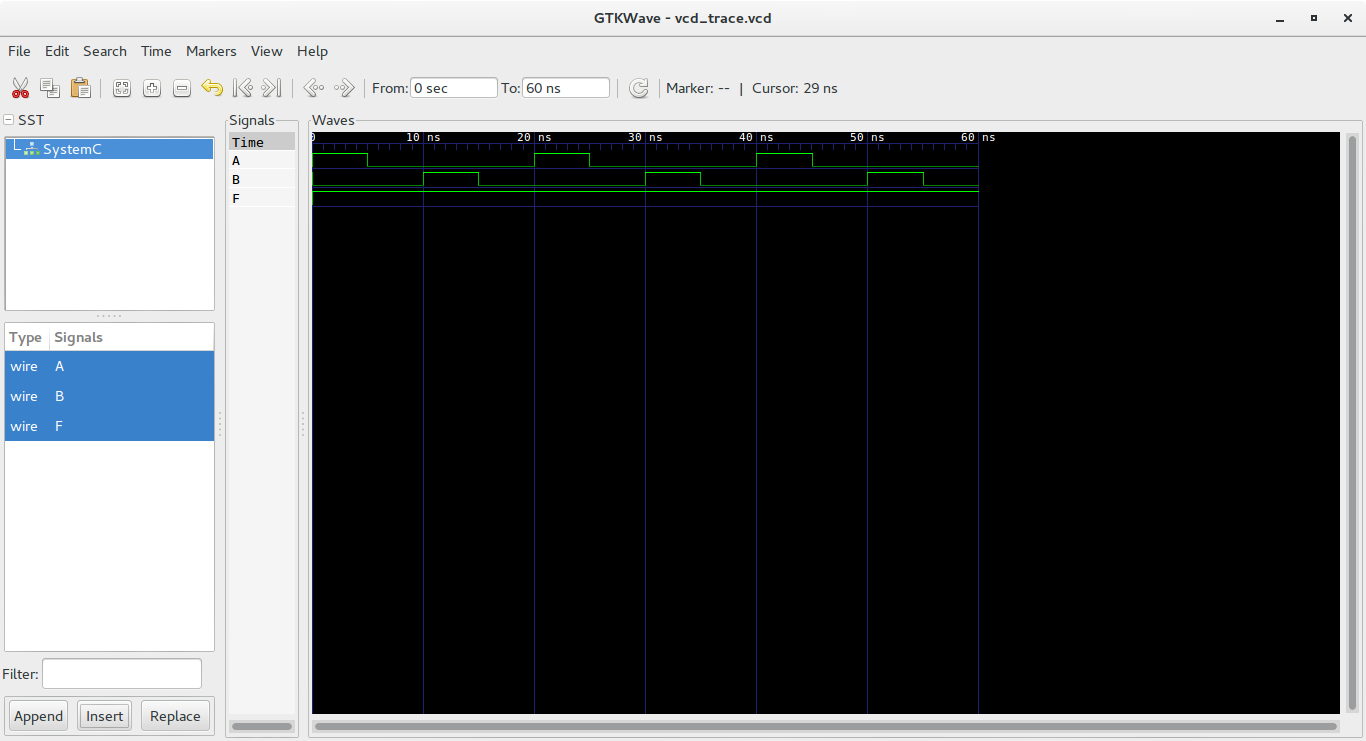 GTKWave - vcd_trace.vcd
File Edit Search Time Markers View Help
From: 0 sec To: 60 ns Marker: -- | Cursor: 29 ns
SST
SystemC
Type Signals
wire A
wire B
wire F
Filter:
Append Insert Replace
Signals
Time
A
B
F
Waves
0 10 ns 20 ns 30 ns 40 ns 50 ns 60 ns